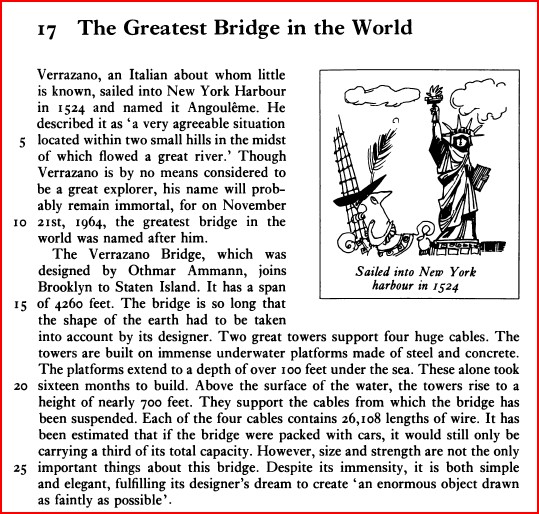 17 The Greatest Bridge in the World
Verrazano, an Italian about whom little
is known, sailed into New York Harbour
in 1524 and named it Angoulême. He
described it as 'a very agreeable situation
5 located within two small hills in the midst
of which flowed a great river.' Though
Verrazano is by no means considered to
be a great explorer, his name will prob-
ably remain immortal, for on November
10 21st, 1964, the greatest bridge in the
world was named after him.
The Verrazano Bridge, which was
designed by Othmar Ammann, joins
Brooklyn to Staten Island. It has a span
15 of 4260 feet. The bridge is so long that
the shape of the earth had to be taken
into account by its designer. Two great towers support four huge cables. The
towers are built on immense underwater platforms made of steel and concrete.
The platforms extend to a depth of over 100 feet under the sea. These alone took
20 sixteen months to build. Above the surface of the water, the towers rise to a
height of nearly 700 feet. They support the cables from which the bridge has
been suspended. Each of the four cables contains 26,108 lengths of wire. It has
been estimated that if the bridge were packed with cars, it would still only be
carrying a third of its total capacity. However, size and strength are not the only
25 important things about this bridge. Despite its immensity, it is both simple
and elegant, fulfilling its designer's dream to create 'an enormous object drawn
as faintly as possible'.
Sailed into New York
harbour in 1524